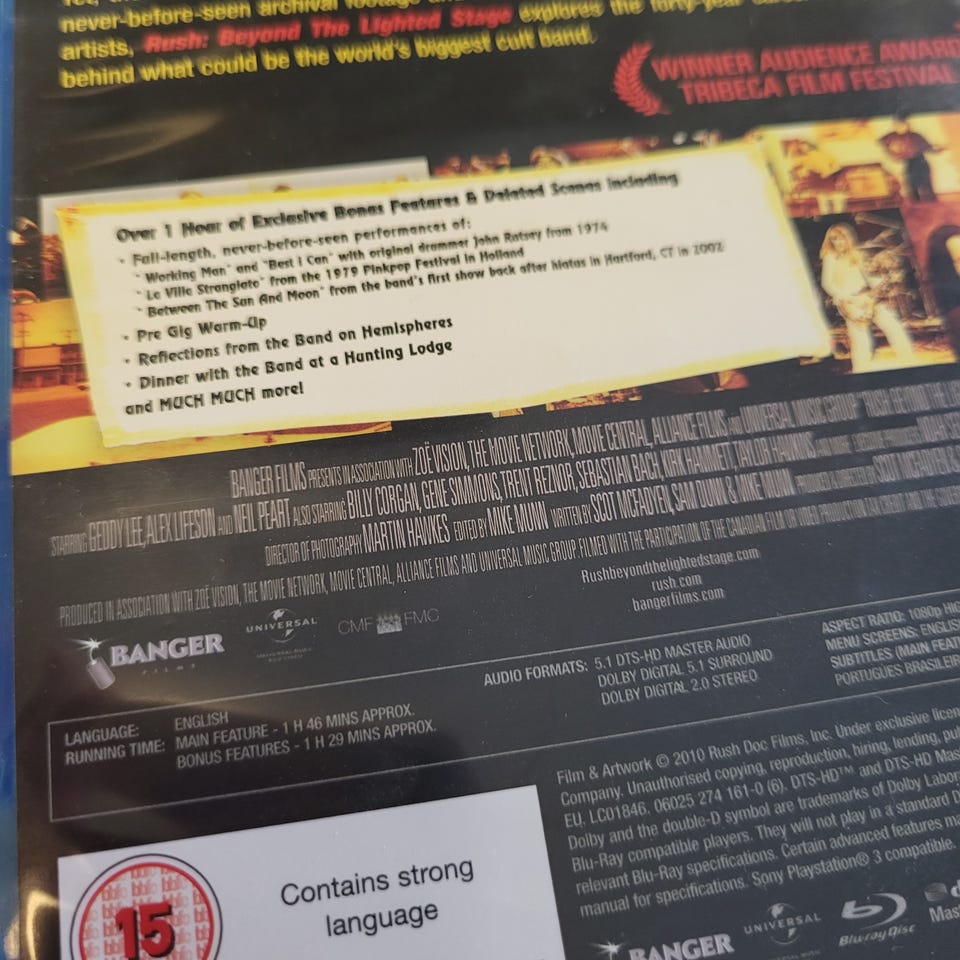 never-before-seen archival footage
artists, Rush: Beyond The Lighted Stage explores the forty-year
behind what could be the world's biggest cult band.
WINNER AUDIENCE AWARD
TRIBECA FILM FESTIVAL
Over 1 Hour of Exclusive Bonus Features & Deleted Scenes including
• Full-length, never-before-seen performances of:
"Working Man" and "Best I Can" with original drummer John Rutsey from 1974
"Le Ville Strangiato" from the 1979 Pinkpop Festival in Holland
"Between The Sun And Moon" from the band's first show back after hiatus in Hartford, CT in 2002
• Pre Gig Warm-Up
• Reflections from the Band on Hemispheres
• Dinner with the Band at a Hunting Lodge
and MUCH MUCH more!
BANGER FILMS PRESENTS IN ASSOCIATION WITH ZOË VISION, THE MOVIE NETWORK, MOVIE CENTRAL, ALLIANCE FILMS AND UNIVERSAL MUSIC GROUP
STARRING GEDDY LEE, ALEX LIFESON AND NEIL PEART ALSO STARRING BILLY CORGAN, GENE SIMMONS, TRENT REZNOR, SEBASTIAN BACH, KIRK HAMMETT, TAYLOR HAWKINS
DIRECTOR OF PHOTOGRAPHY MARTIN HAWKES EDITED BY MIKE MUNN WRITTEN BY SCOT MCFADYEN, SAM DUNN & MIKE MUNN
PRODUCED IN ASSOCIATION WITH ZOË VISION, THE MOVIE NETWORK, MOVIE CENTRAL, ALLIANCE FILMS AND UNIVERSAL MUSIC GROUP. FILMED WITH THE PARTICIPATION OF THE CANADIAN FILM OR VIDEO PRODUCTION TAX CREDIT AND THE
Rushbeyondthelightedstage.com
rush.com
bangerfilms.com
BANGER
FILMS
UNIVERSAL
CMF FMC
AUDIO FORMATS: 5.1 DTS-HD MASTER AUDIO
DOLBY DIGITAL 5.1 SURROUND
DOLBY DIGITAL 2.0 STEREO
ASPECT RATIO: 1080p
MENU SCREENS:
SUBTITLES (MAIN
PORTUGUÊS
LANGUAGE: ENGLISH
RUNNING TIME: MAIN FEATURE - 1 H 46 MINS APPROX.
BONUS FEATURES - 1 H 29 MINS APPROX.
Film & Artwork © 2010 Rush Doc Films, Inc. Under exclusive
Company. Unauthorised copying, reproduction, hiring, lending,
EU, LC01846. 06025 274 161-0 (6). DTS-HD™ and DTS-HD
Dolby and the double-D symbol are trademarks of Dolby
Blu-Ray compatible players. They will not play in a standard
relevant Blu-Ray specifications. Certain advanced features
manual for specifications. Sony Playstation® 3 compatible.
15
Contains strong
language
BANGER
UNIVERSAL
Blu-ray Disc